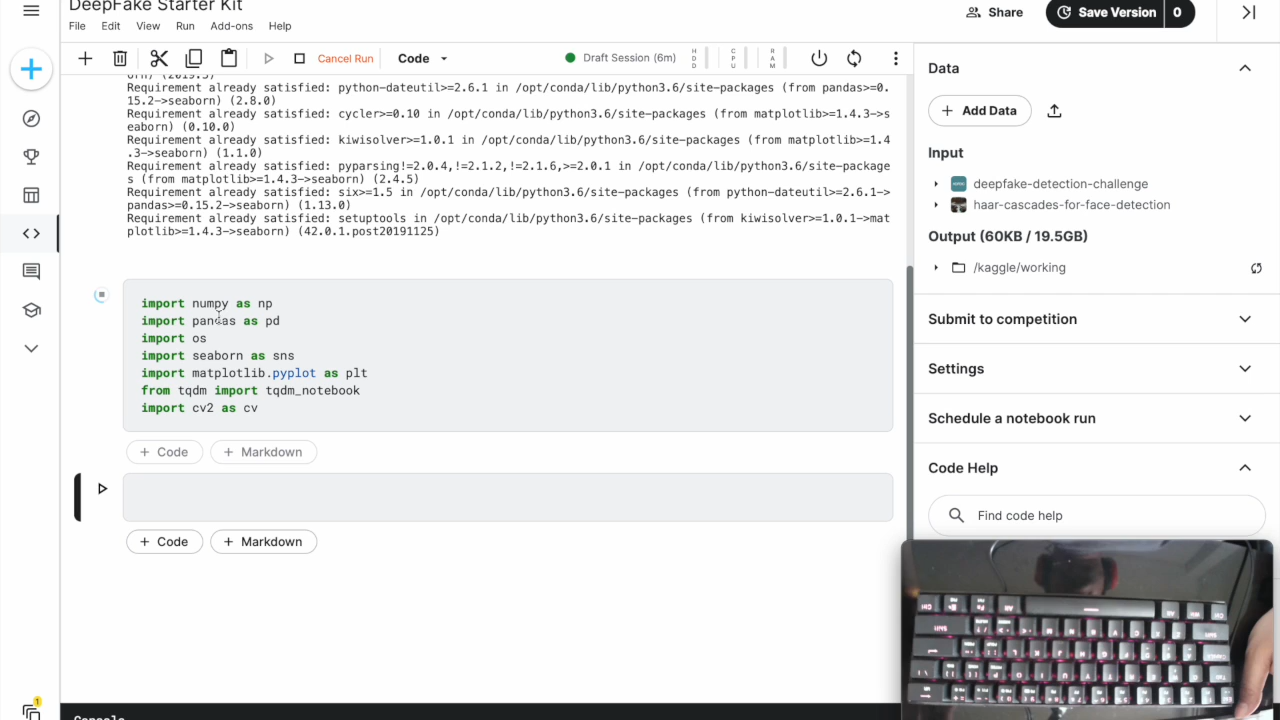 DeepFake Starter Kit
File Edit View Run Add-ons Help
Share
Save Version 0
Cancel Run
Code
Draft Session (6m)
HDD
CPU
RAM
orn) (2019.3)
Requirement already satisfied: python-dateutil>=2.6.1 in /opt/conda/lib/python3.6/site-packages (from pandas>=0.
15.2->seaborn) (2.8.0)
Requirement already satisfied: cycler>=0.10 in /opt/conda/lib/python3.6/site-packages (from matplotlib>=1.4.3->s
eaborn) (0.10.0)
Requirement already satisfied: kiwisolver>=1.0.1 in /opt/conda/lib/python3.6/site-packages (from matplotlib>=1.4
.3->seaborn) (1.1.0)
Requirement already satisfied: pyparsing!=2.0.4,!=2.1.2,!=2.1.6,>=2.0.1 in /opt/conda/lib/python3.6/site-package
s (from matplotlib>=1.4.3->seaborn) (2.4.5)
Requirement already satisfied: six>=1.5 in /opt/conda/lib/python3.6/site-packages (from python-dateutil>=2.6.1->
pandas>=0.15.2->seaborn) (1.13.0)
Requirement already satisfied: setuptools in /opt/conda/lib/python3.6/site-packages (from kiwisolver>=1.0.1->mat
plotlib>=1.4.3->seaborn) (42.0.1.post20191125)
import numpy as np
import pandas as pd
import os
import seaborn as sns
import matplotlib.pyplot as plt
from tqdm import tqdm_notebook
import cv2 as cv
+ Code + Markdown
+ Code + Markdown
Console
Data
+ Add Data
Input
deepfake-detection-challenge
haar-cascades-for-face-detection
Output (60KB / 19.5GB)
/kaggle/working
Submit to competition
Settings
Schedule a notebook run
Code Help
Find code help
1